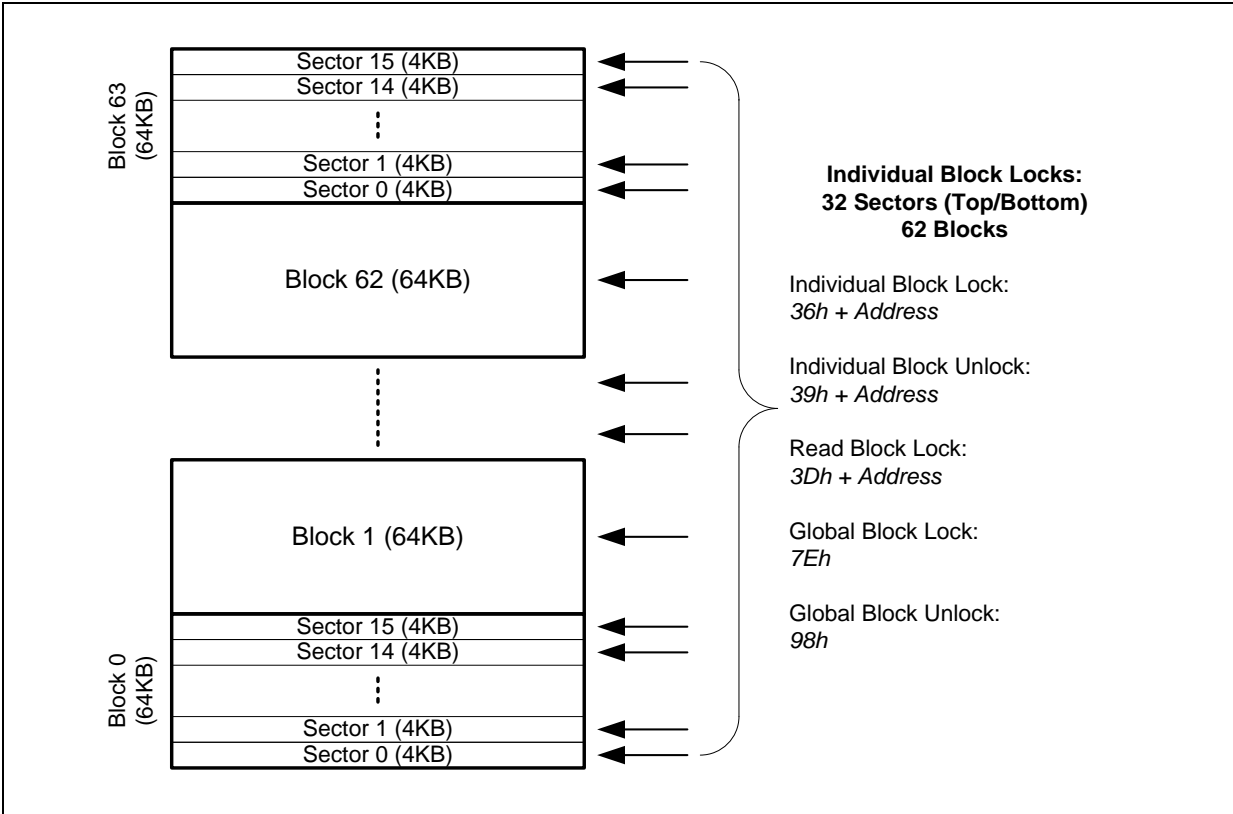 Block 63
(64KB)
Sector 15 (4KB)
Sector 14 (4KB)
Sector 1 (4KB)
Sector 0 (4KB)
Block 62 (64KB)
Block 1 (64KB)
Block 0
(64KB)
Sector 15 (4KB)
Sector 14 (4KB)
Sector 1 (4KB)
Sector 0 (4KB)
Individual Block Locks:
32 Sectors (Top/Bottom)
62 Blocks
Individual Block Lock:
36h + Address
Individual Block Unlock:
39h + Address
Read Block Lock:
3Dh + Address
Global Block Lock:
7Eh
Global Block Unlock:
98h